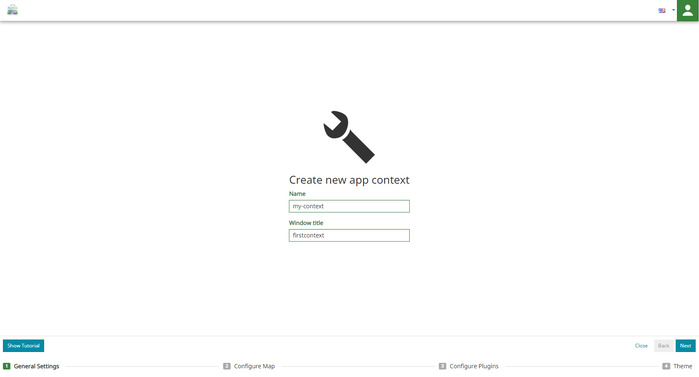 Create new app context
Name
my-context
Window title
firstcontext
Show Tutorial
Close Back Next
1 General Settings 2 Configure Map 3 Configure Plugins 4 Theme